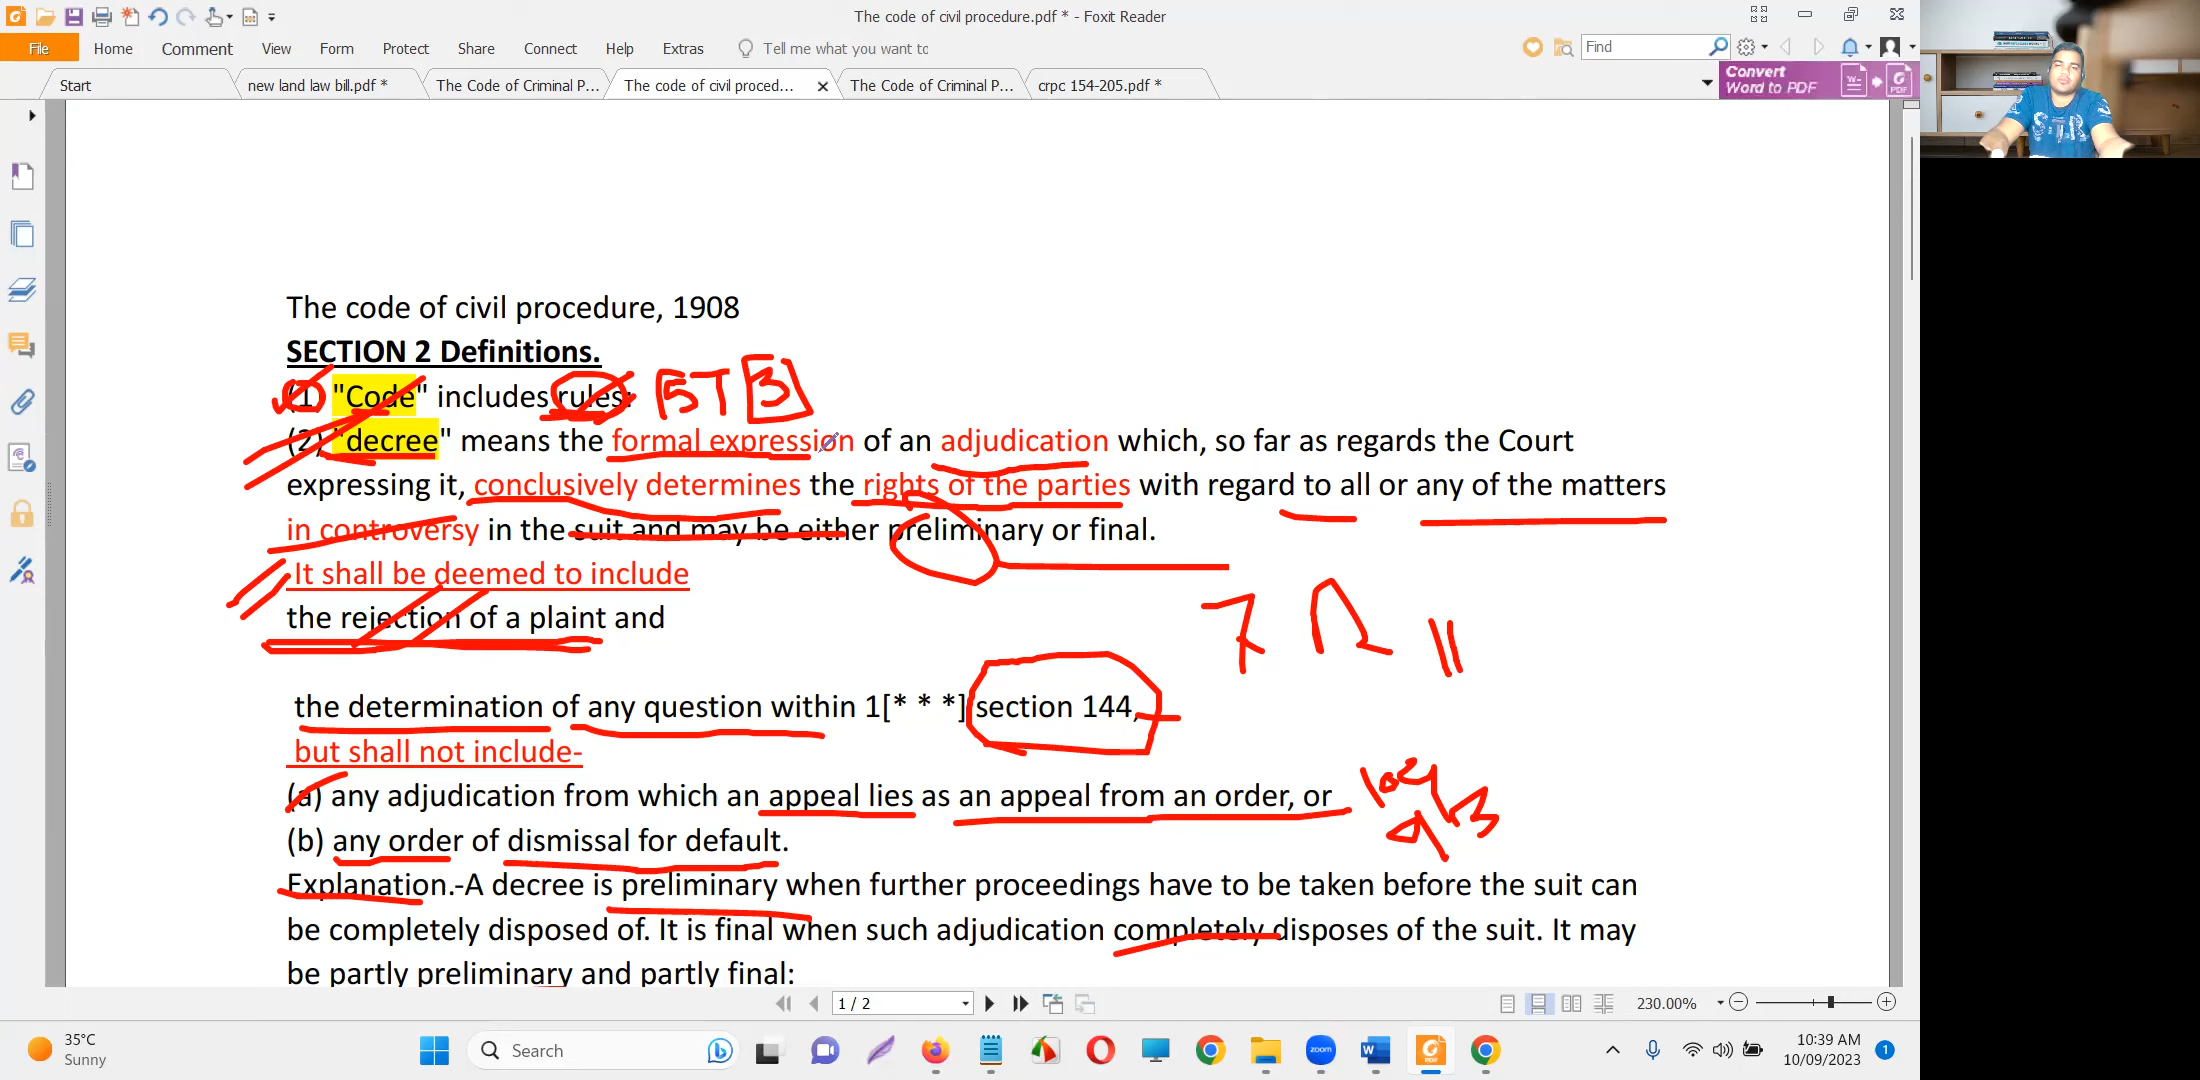 The code of civil procedure.pdf * - Foxit Reader
File Home Comment View Form Protect Share Connect Help Extras Tell me what you want to Find
Start new land law bill.pdf * The Code of Criminal P... The code of civil proced... The Code of Criminal P... crpc 154-205.pdf * Convert Word to PDF
The code of civil procedure, 1908
SECTION 2 Definitions.
(1) "Code" includes rules:
(2) "decree" means the formal expression of an adjudication which, so far as regards the Court
expressing it, conclusively determines the rights of the parties with regard to all or any of the matters
in controversy in the suit and may be either preliminary or final.
It shall be deemed to include
the rejection of a plaint and
7 11
the determination of any question within 1[* * *] section 144,
but shall not include-
(a) any adjudication from which an appeal lies as an appeal from an order, or
(b) any order of dismissal for default.
Explanation.-A decree is preliminary when further proceedings have to be taken before the suit can
be completely disposed of. It is final when such adjudication completely disposes of the suit. It may
be partly preliminary and partly final:
1 / 2 230.00%
35°C
Sunny
Search
zoom
10:39 AM
10/09/2023
1